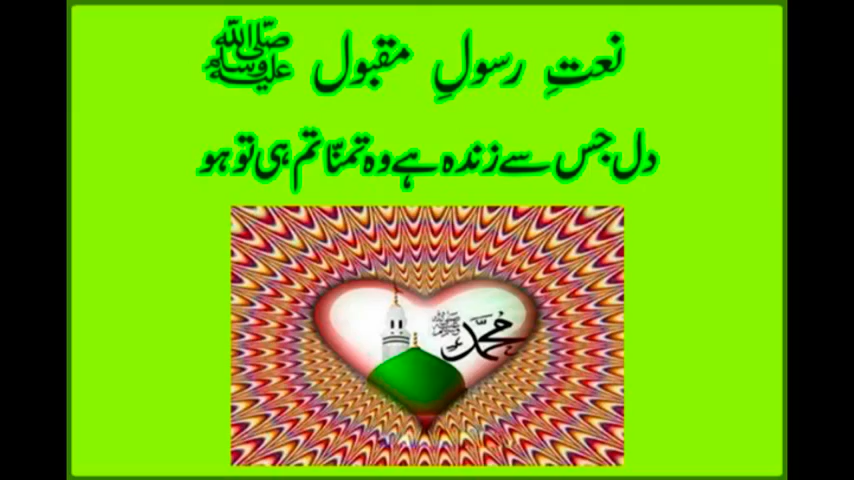 نعتِ رسولِ مقبول ﷺ
دل جس سے زندہ ہے وہ تمنّا تم ہی تو ہو
محمد ﷺ